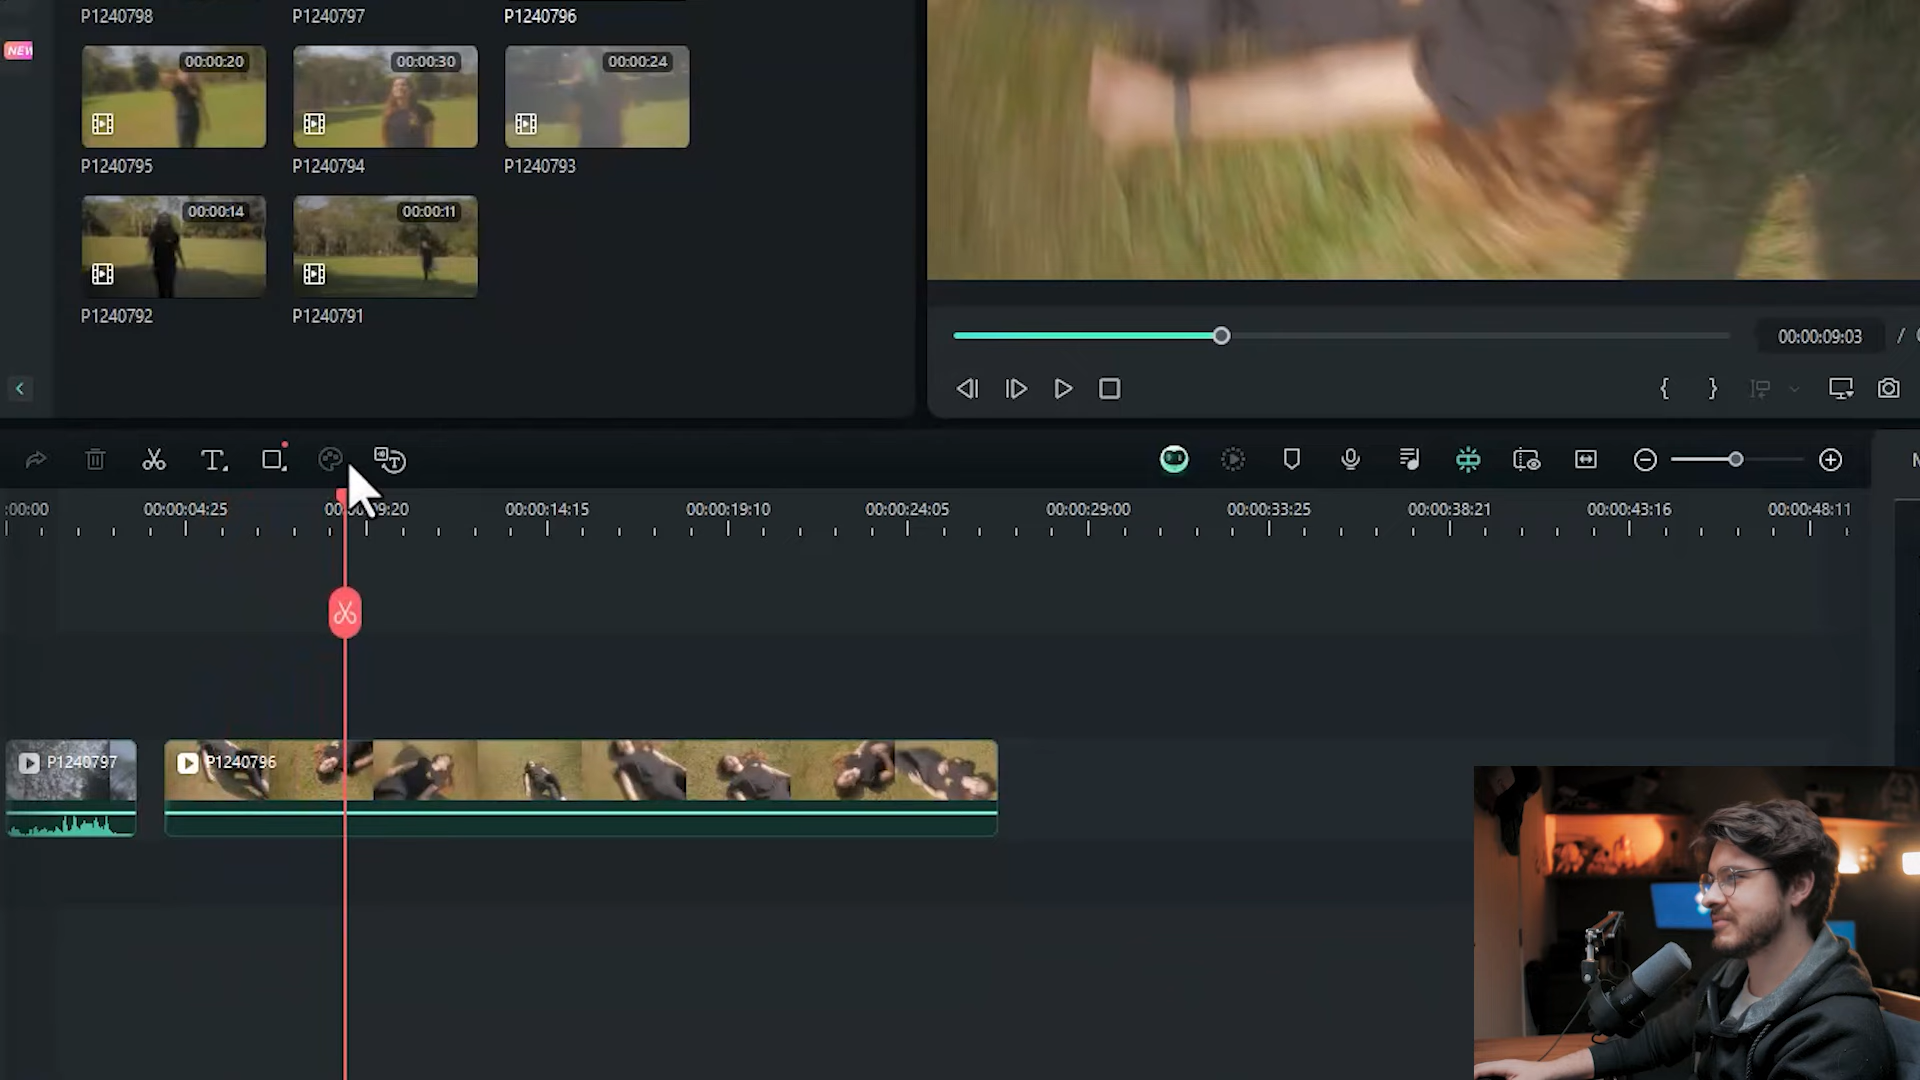 P1240798
P1240797
P1240796
NEW
00:00:20
00:00:30
00:00:24
P1240795
P1240794
P1240793
00:00:14
00:00:11
P1240792
P1240791
00:00:09:03
/
T
T
:00:00
00:00:04:25
00:00:14:15
00:00:19:10
00:00:24:05
00:00:29:00
00:00:33:25
00:00:38:21
00:00:43:16
00:00:48:11
P1240797
P1240796